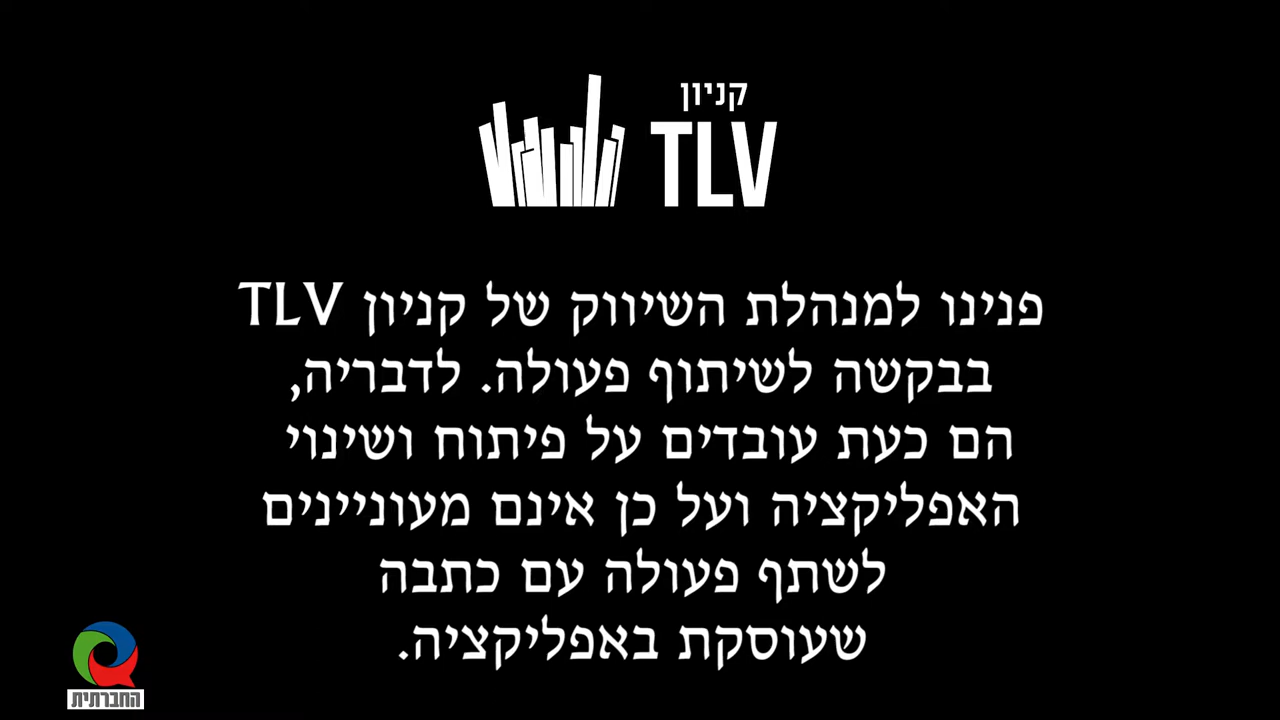 קניון
TLV
פנינו למנהלת השיווק של קניון TLV
בבקשה לשיתוף פעולה. לדבריה,
הם כעת עובדים על פיתוח ושינוי
האפליקציה ועל כן אינם מעוניינים
לשתף פעולה עם כתבה
שעוסקת באפליקציה.
החברתית